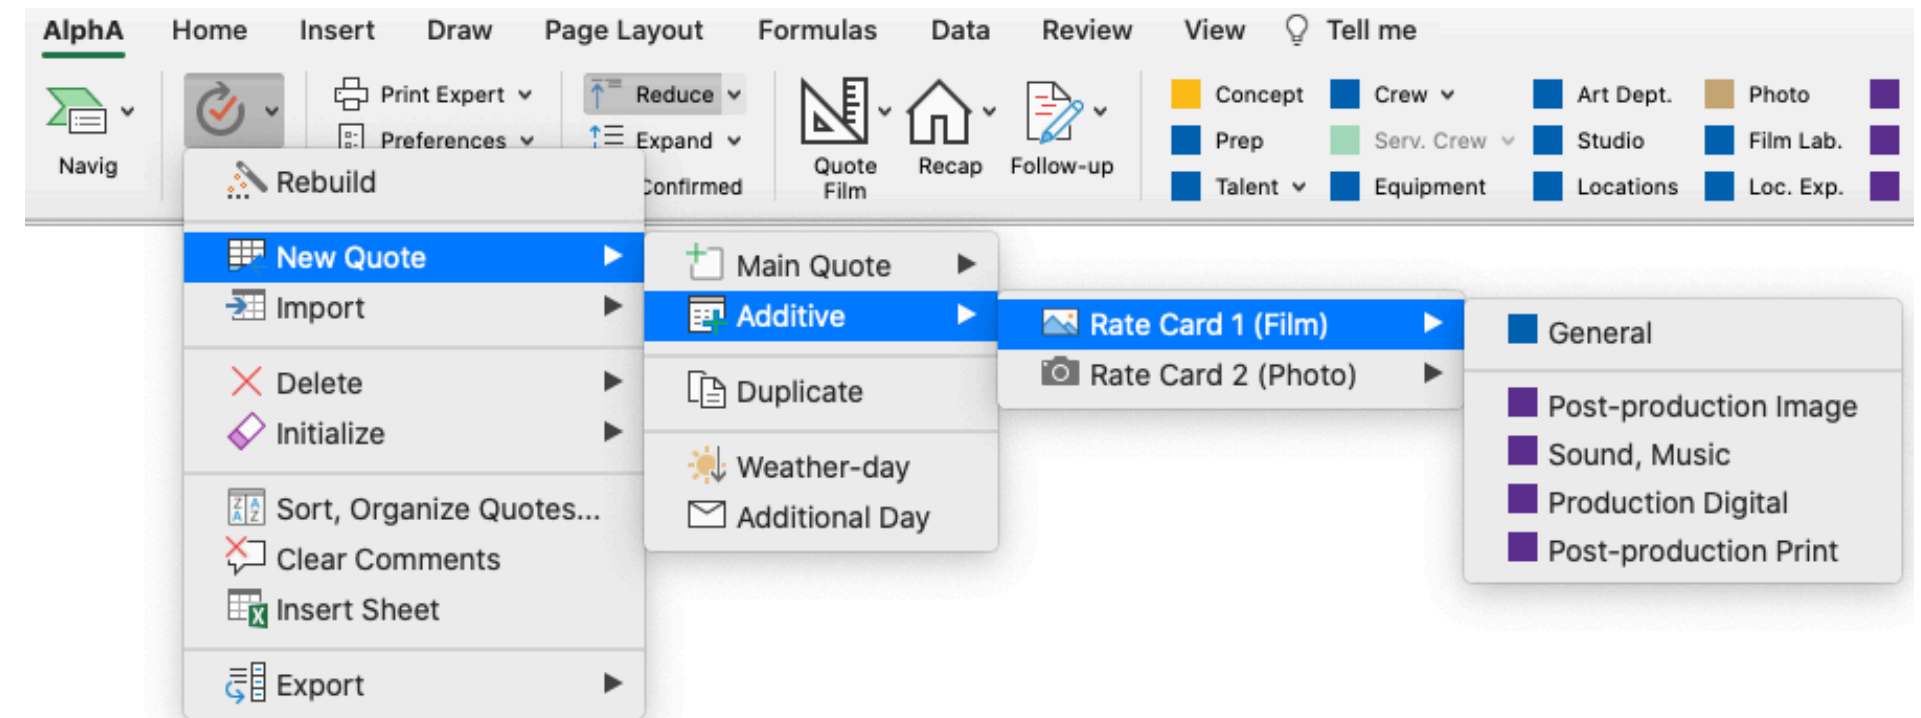 AlphA Home Insert Draw Page Layout Formulas Data Review View Tell me
Print Expert Reduce Concept Crew Art Dept. Photo
Preferences Expand Prep Serv. Crew Studio Film Lab.
Navig Confirmed Quote Film Recap Follow-up Talent Equipment Locations Loc. Exp.
Rebuild
New Quote
Import
Delete
Initialize
Sort, Organize Quotes...
Clear Comments
Insert Sheet
Export
Main Quote
Additive
Duplicate
Weather-day
Additional Day
Rate Card 1 (Film)
Rate Card 2 (Photo)
General
Post-production Image
Sound, Music
Production Digital
Post-production Print